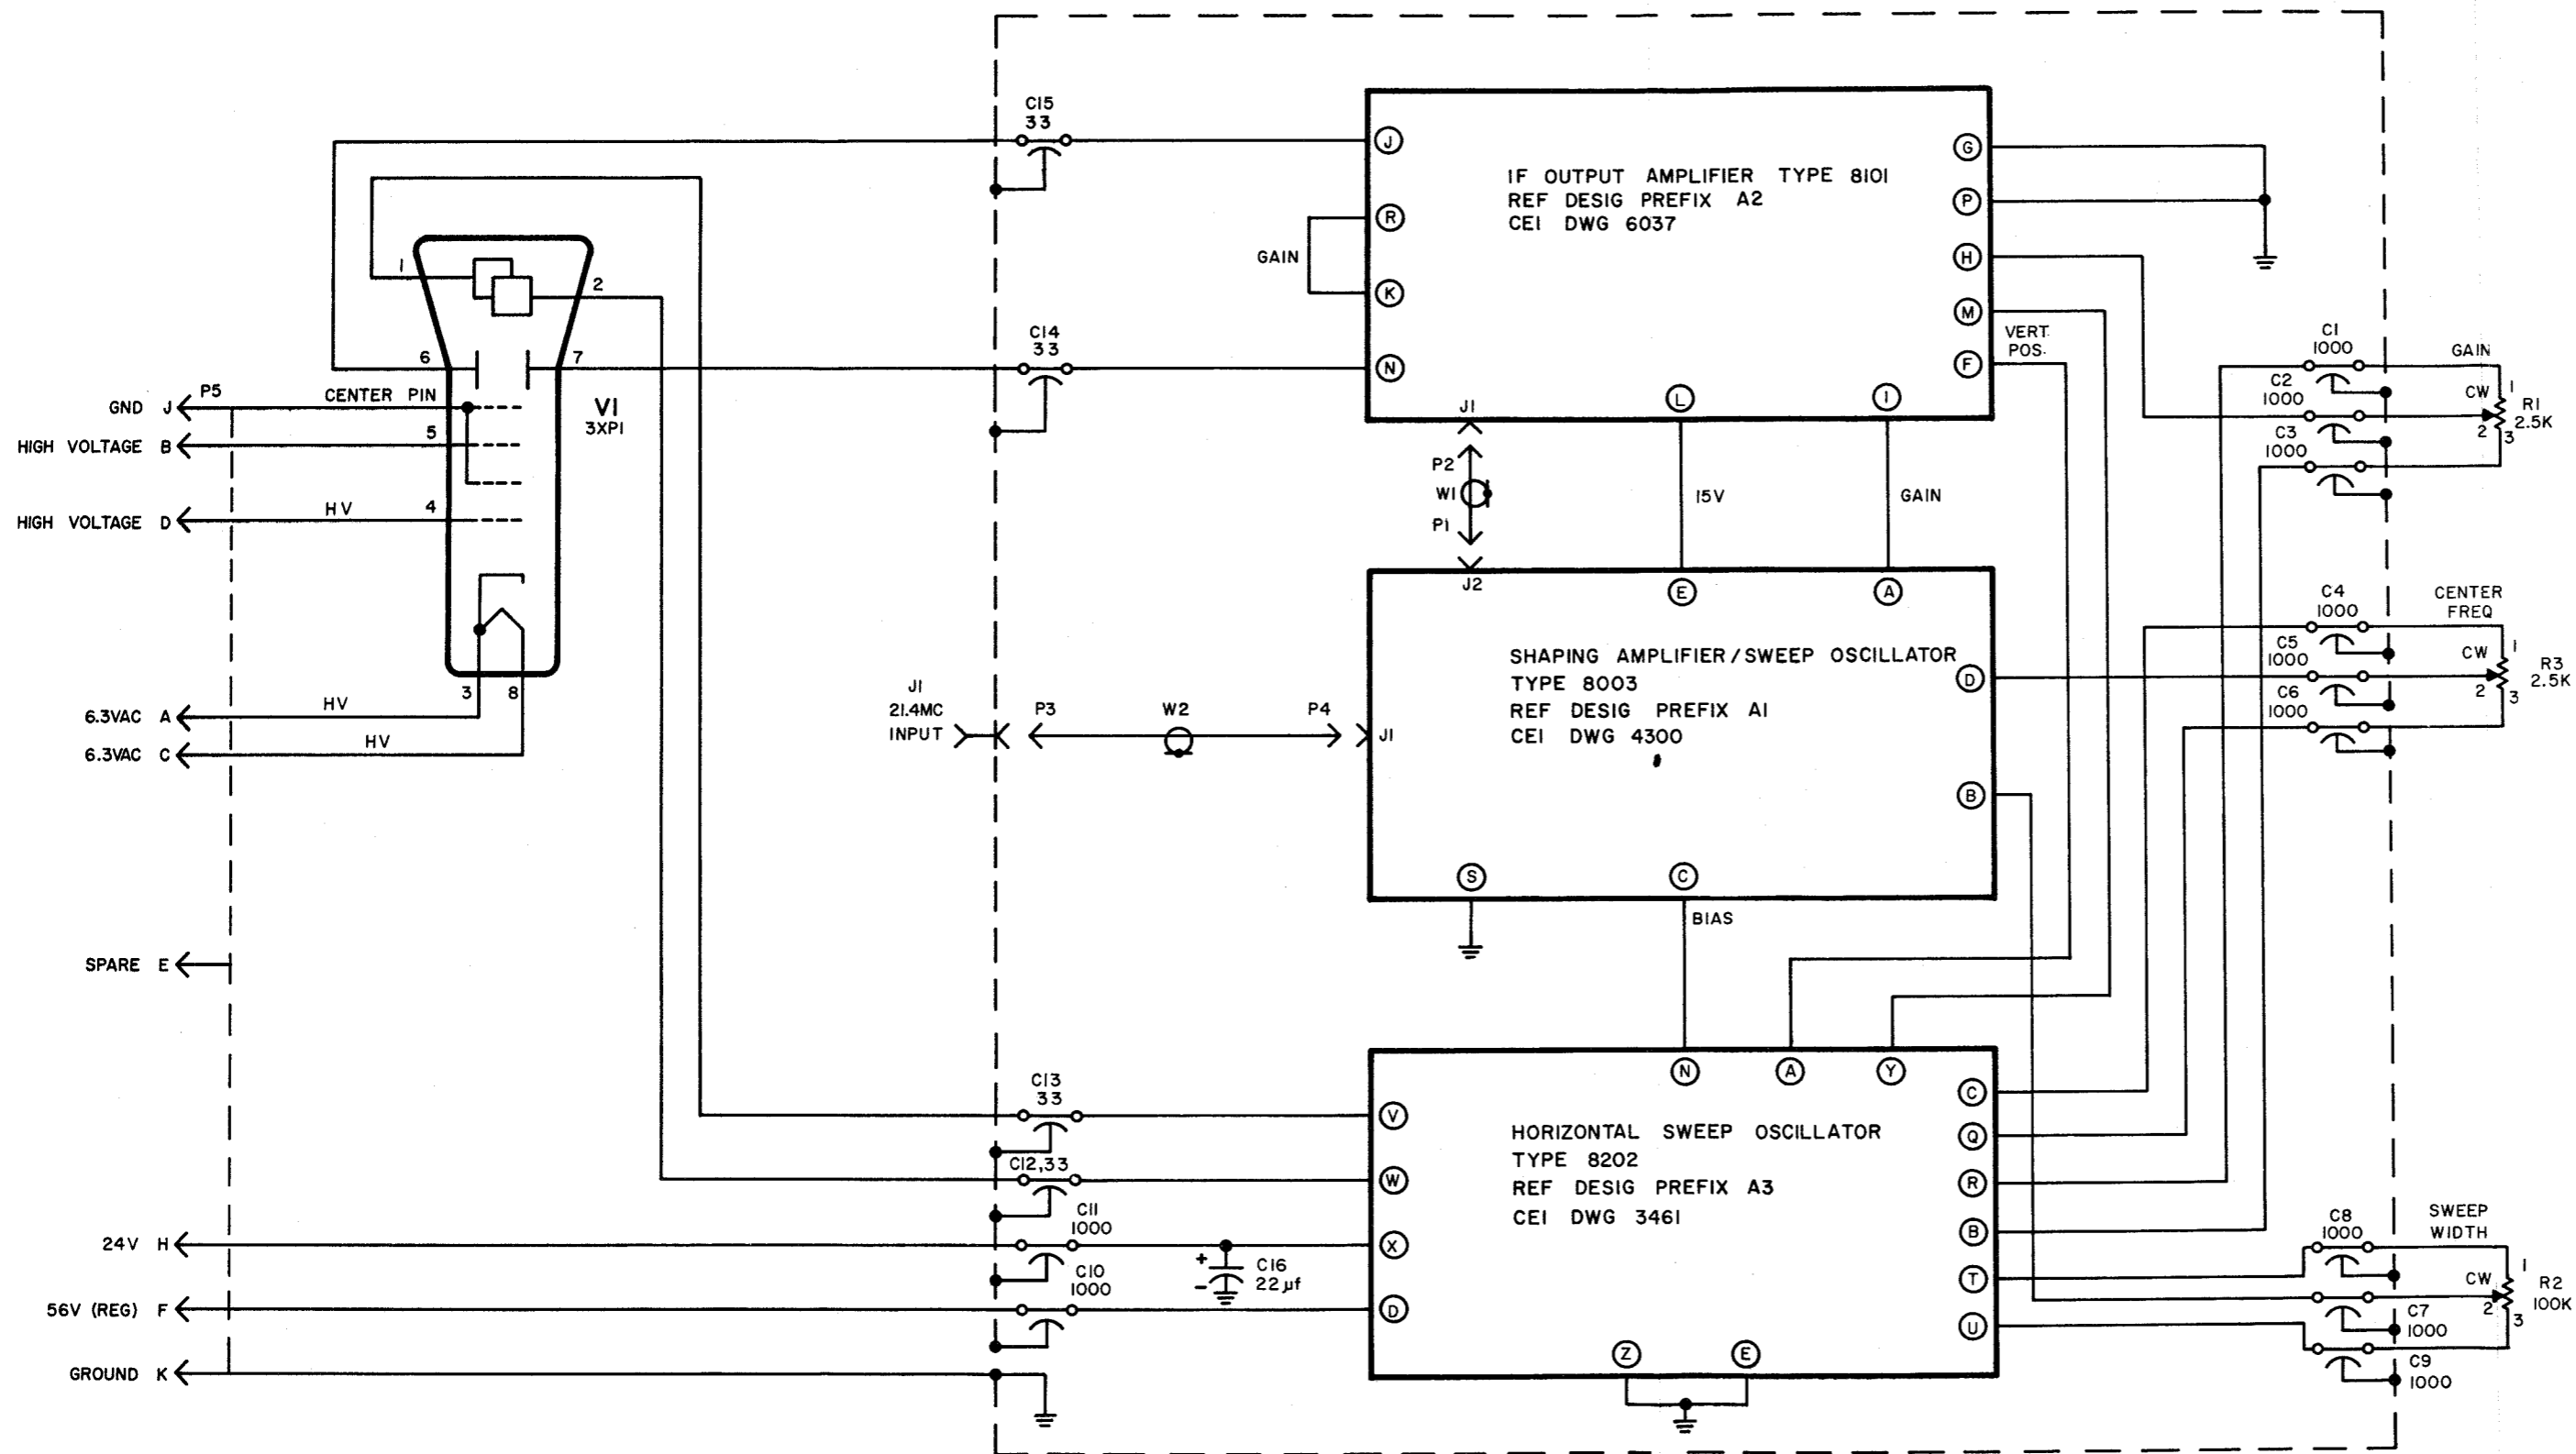 C15
33
J
R
GAIN
K
C14
33
N
IF OUTPUT AMPLIFIER TYPE 8101
REF DESIG PREFIX A2
CEI DWG 6037
G
P
H
M
VERT.
POS.
F
L
I
J1
P2
W1
P1
J2
15V
GAIN
E
A
1
2
6
7
V1
3XP1
P5
CENTER PIN
GND J
5
HIGH VOLTAGE B
HV
4
HIGH VOLTAGE D
3
8
HV
6.3VAC A
HV
6.3VAC C
SPARE E
24V H
56V (REG) F
GROUND K
C1
1000
GAIN
C2
1000
CW
1
R1
2.5K
C3
1000
2
3
C4
1000
CENTER
FREQ
C5
1000
CW
1
R3
2.5K
C6
1000
2
3
J1
21.4MC
INPUT
P3
W2
P4
J1
SHAPING AMPLIFIER/SWEEP OSCILLATOR
TYPE 8003
REF DESIG PREFIX A1
CEI DWG 4300
D
B
S
C
BIAS
N
A
Y
C13
33
V
C12,33
W
C11
1000
X
+
-
C16
22µf
C10
1000
D
HORIZONTAL SWEEP OSCILLATOR
TYPE 8202
REF DESIG PREFIX A3
CEI DWG 3461
C
Q
R
B
T
U
Z
E
C8
1000
SWEEP
WIDTH
CW
1
R2
100K
2
3
C7
1000
C9
1000